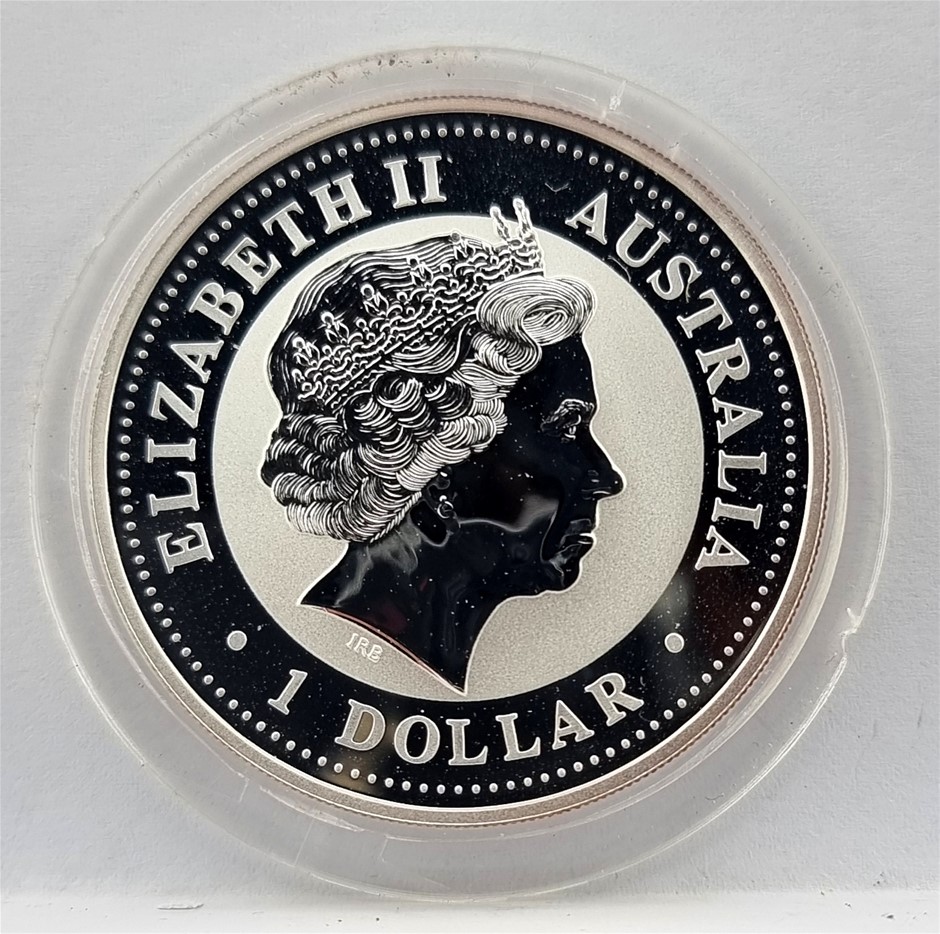 ELIZABETH II
AUSTRALIA
IRB
1 DOLLAR